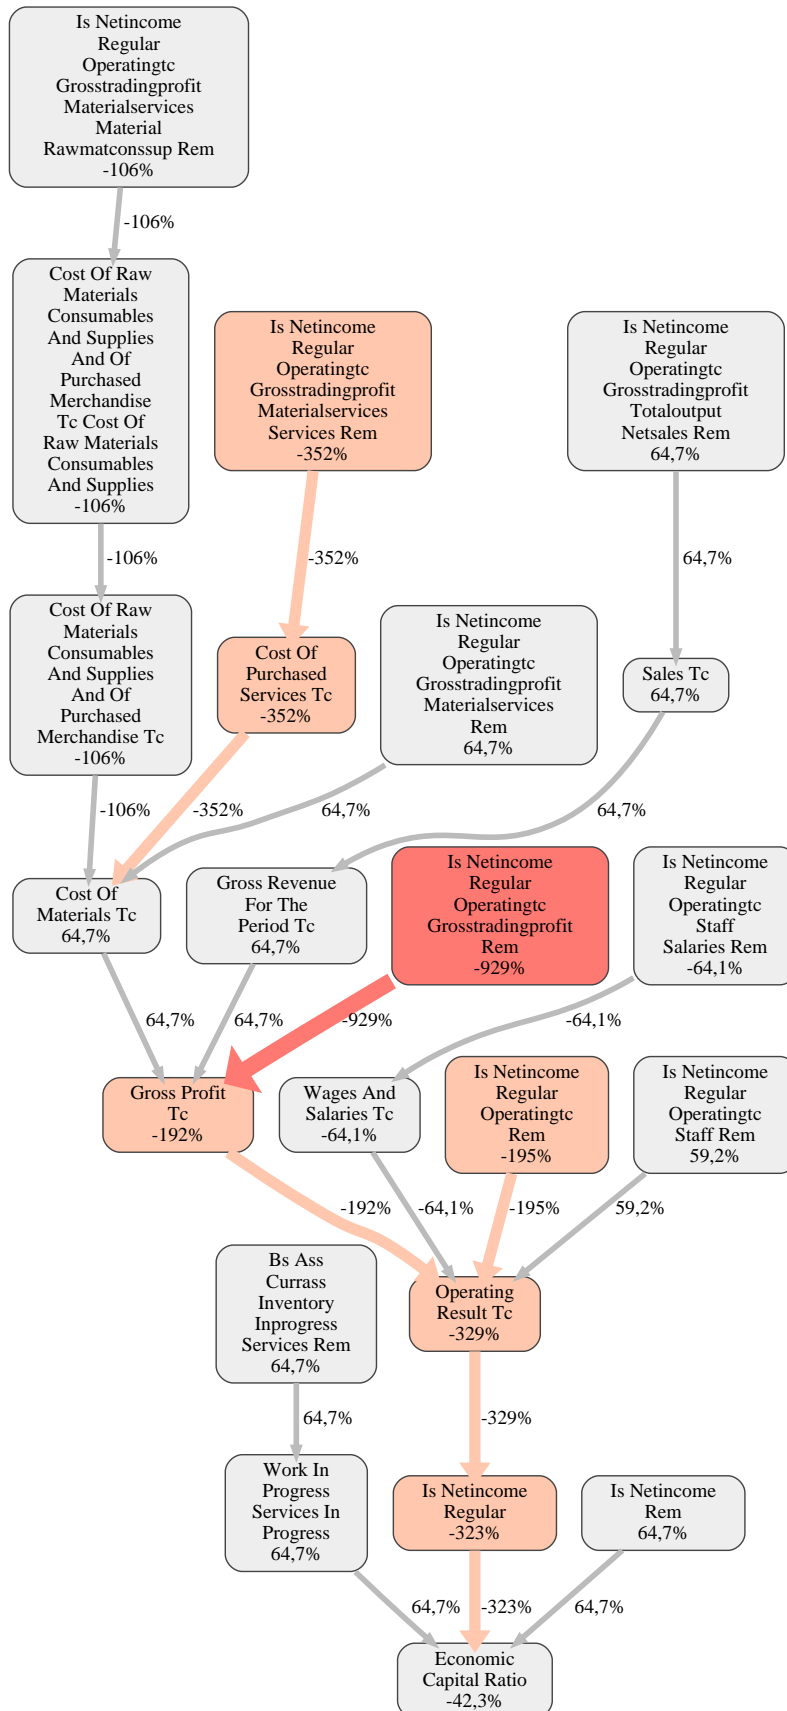 Is Netincome
Regular
Operatingtc
Grosstradingprofit
Materialservices
Material
Rawmatconssup Rem
-106%
-106%
Cost Of Raw
Materials
Consumables
And Supplies
And Of
Purchased
Merchandise
Tc Cost Of
Raw Materials
Consumables
And Supplies
-106%
Is Netincome
Regular
Operatingtc
Grosstradingprofit
Materialservices
Services Rem
-352%
Is Netincome
Regular
Operatingtc
Grosstradingprofit
Totaloutput
Netsales Rem
64,7%
-106%
-352%
64,7%
Cost Of Raw
Materials
Consumables
And Supplies
And Of
Purchased
Merchandise Tc
-106%
Cost Of
Purchased
Services Tc
-352%
Is Netincome
Regular
Operatingtc
Grosstradingprofit
Materialservices
Rem
64,7%
Sales Tc
64,7%
-106%
-352%
64,7%
64,7%
Cost Of
Materials Tc
64,7%
Gross Revenue
For The
Period Tc
64,7%
Is Netincome
Regular
Operatingtc
Grosstradingprofit
Rem
-929%
Is Netincome
Regular
Operatingtc
Staff
Salaries Rem
-64,1%
64,7%
64,7%
-929%
-64,1%
Gross Profit
Tc
-192%
Wages And
Salaries Tc
-64,1%
Is Netincome
Regular
Operatingtc
Rem
-195%
Is Netincome
Regular
Operatingtc
Staff Rem
59,2%
-192%
-64,1%
-195%
59,2%
Bs Ass
Currass
Inventory
Inprogress
Services Rem
64,7%
Operating
Result Tc
-329%
64,7%
-329%
Work In
Progress
Services In
Progress
64,7%
Is Netincome
Regular
-323%
Is Netincome
Rem
64,7%
64,7%
-323%
64,7%
Economic
Capital Ratio
-42,3%